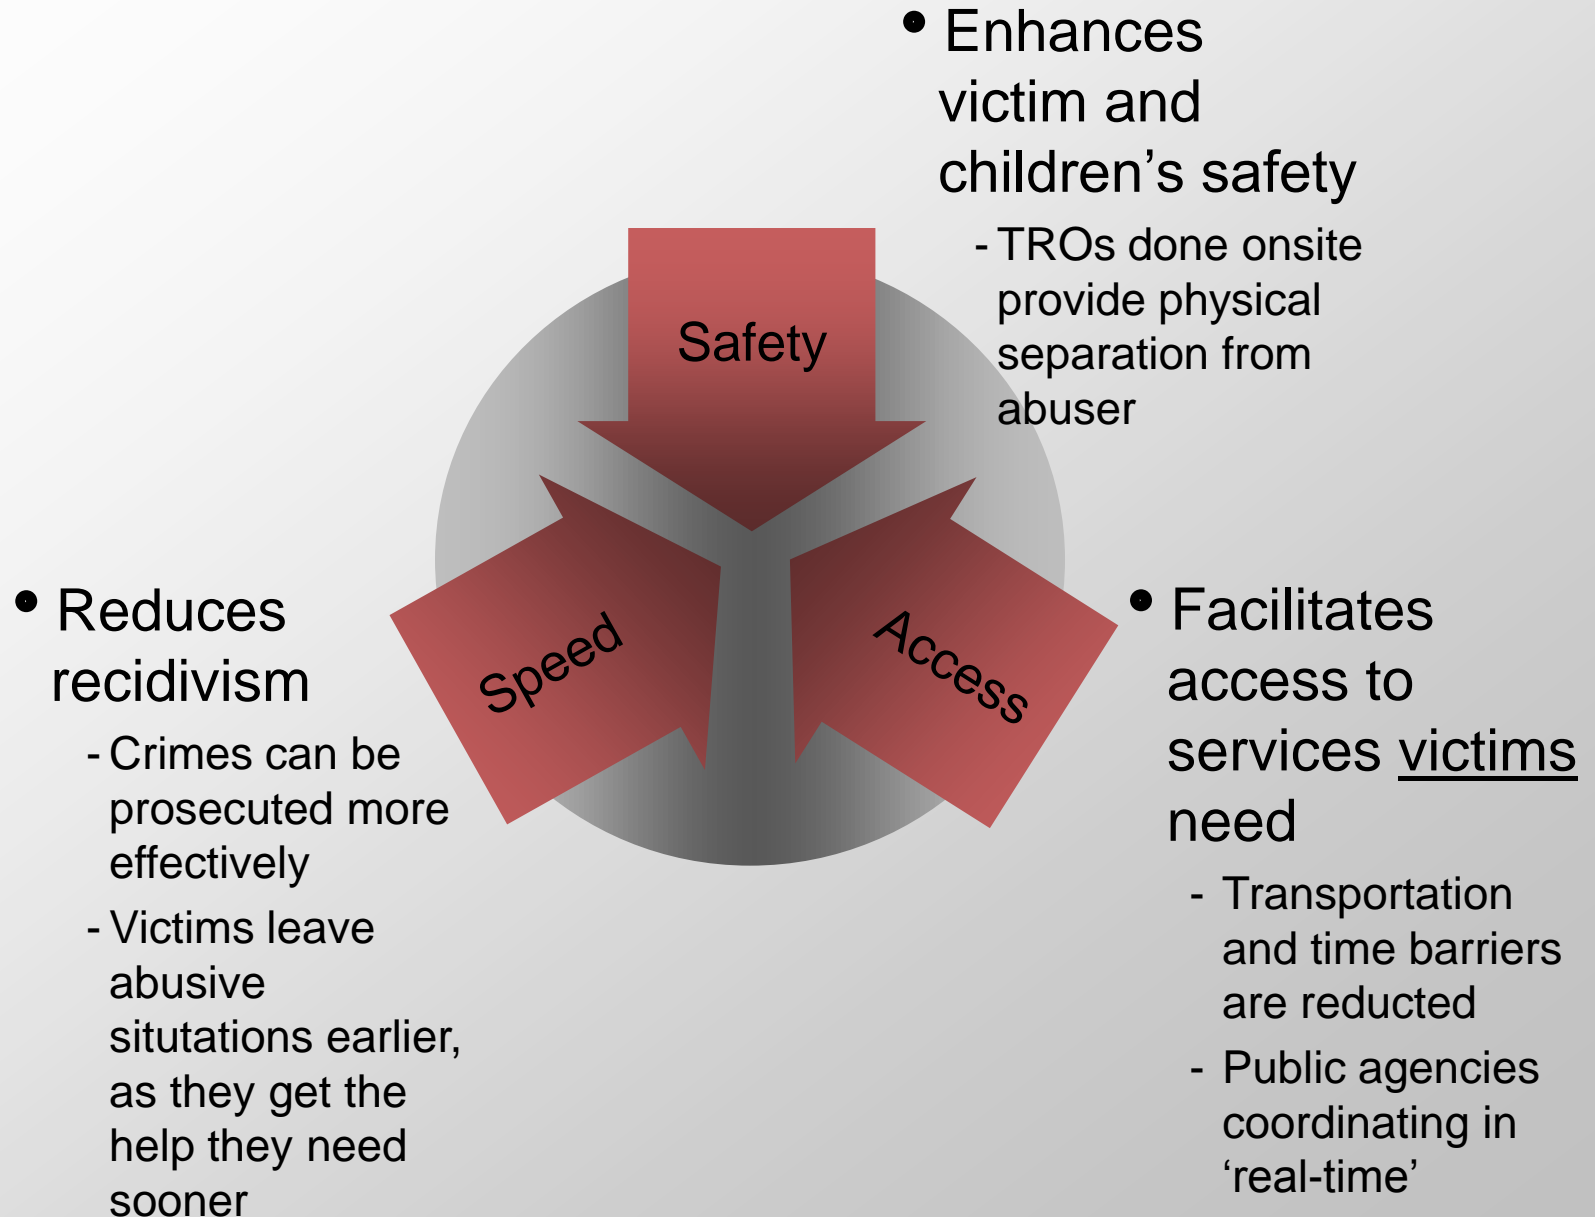 • Enhances
victim and
children’s safety
- TROs done onsite
provide physical
separation from
abuser
Safety
Speed
Access
• Reduces
recidivism
- Crimes can be
prosecuted more
effectively
- Victims leave
abusive
situtations earlier,
as they get the
help they need
sooner
• Facilitates
access to
services victims
need
- Transportation
and time barriers
are reducted
- Public agencies
coordinating in
‘real-time’